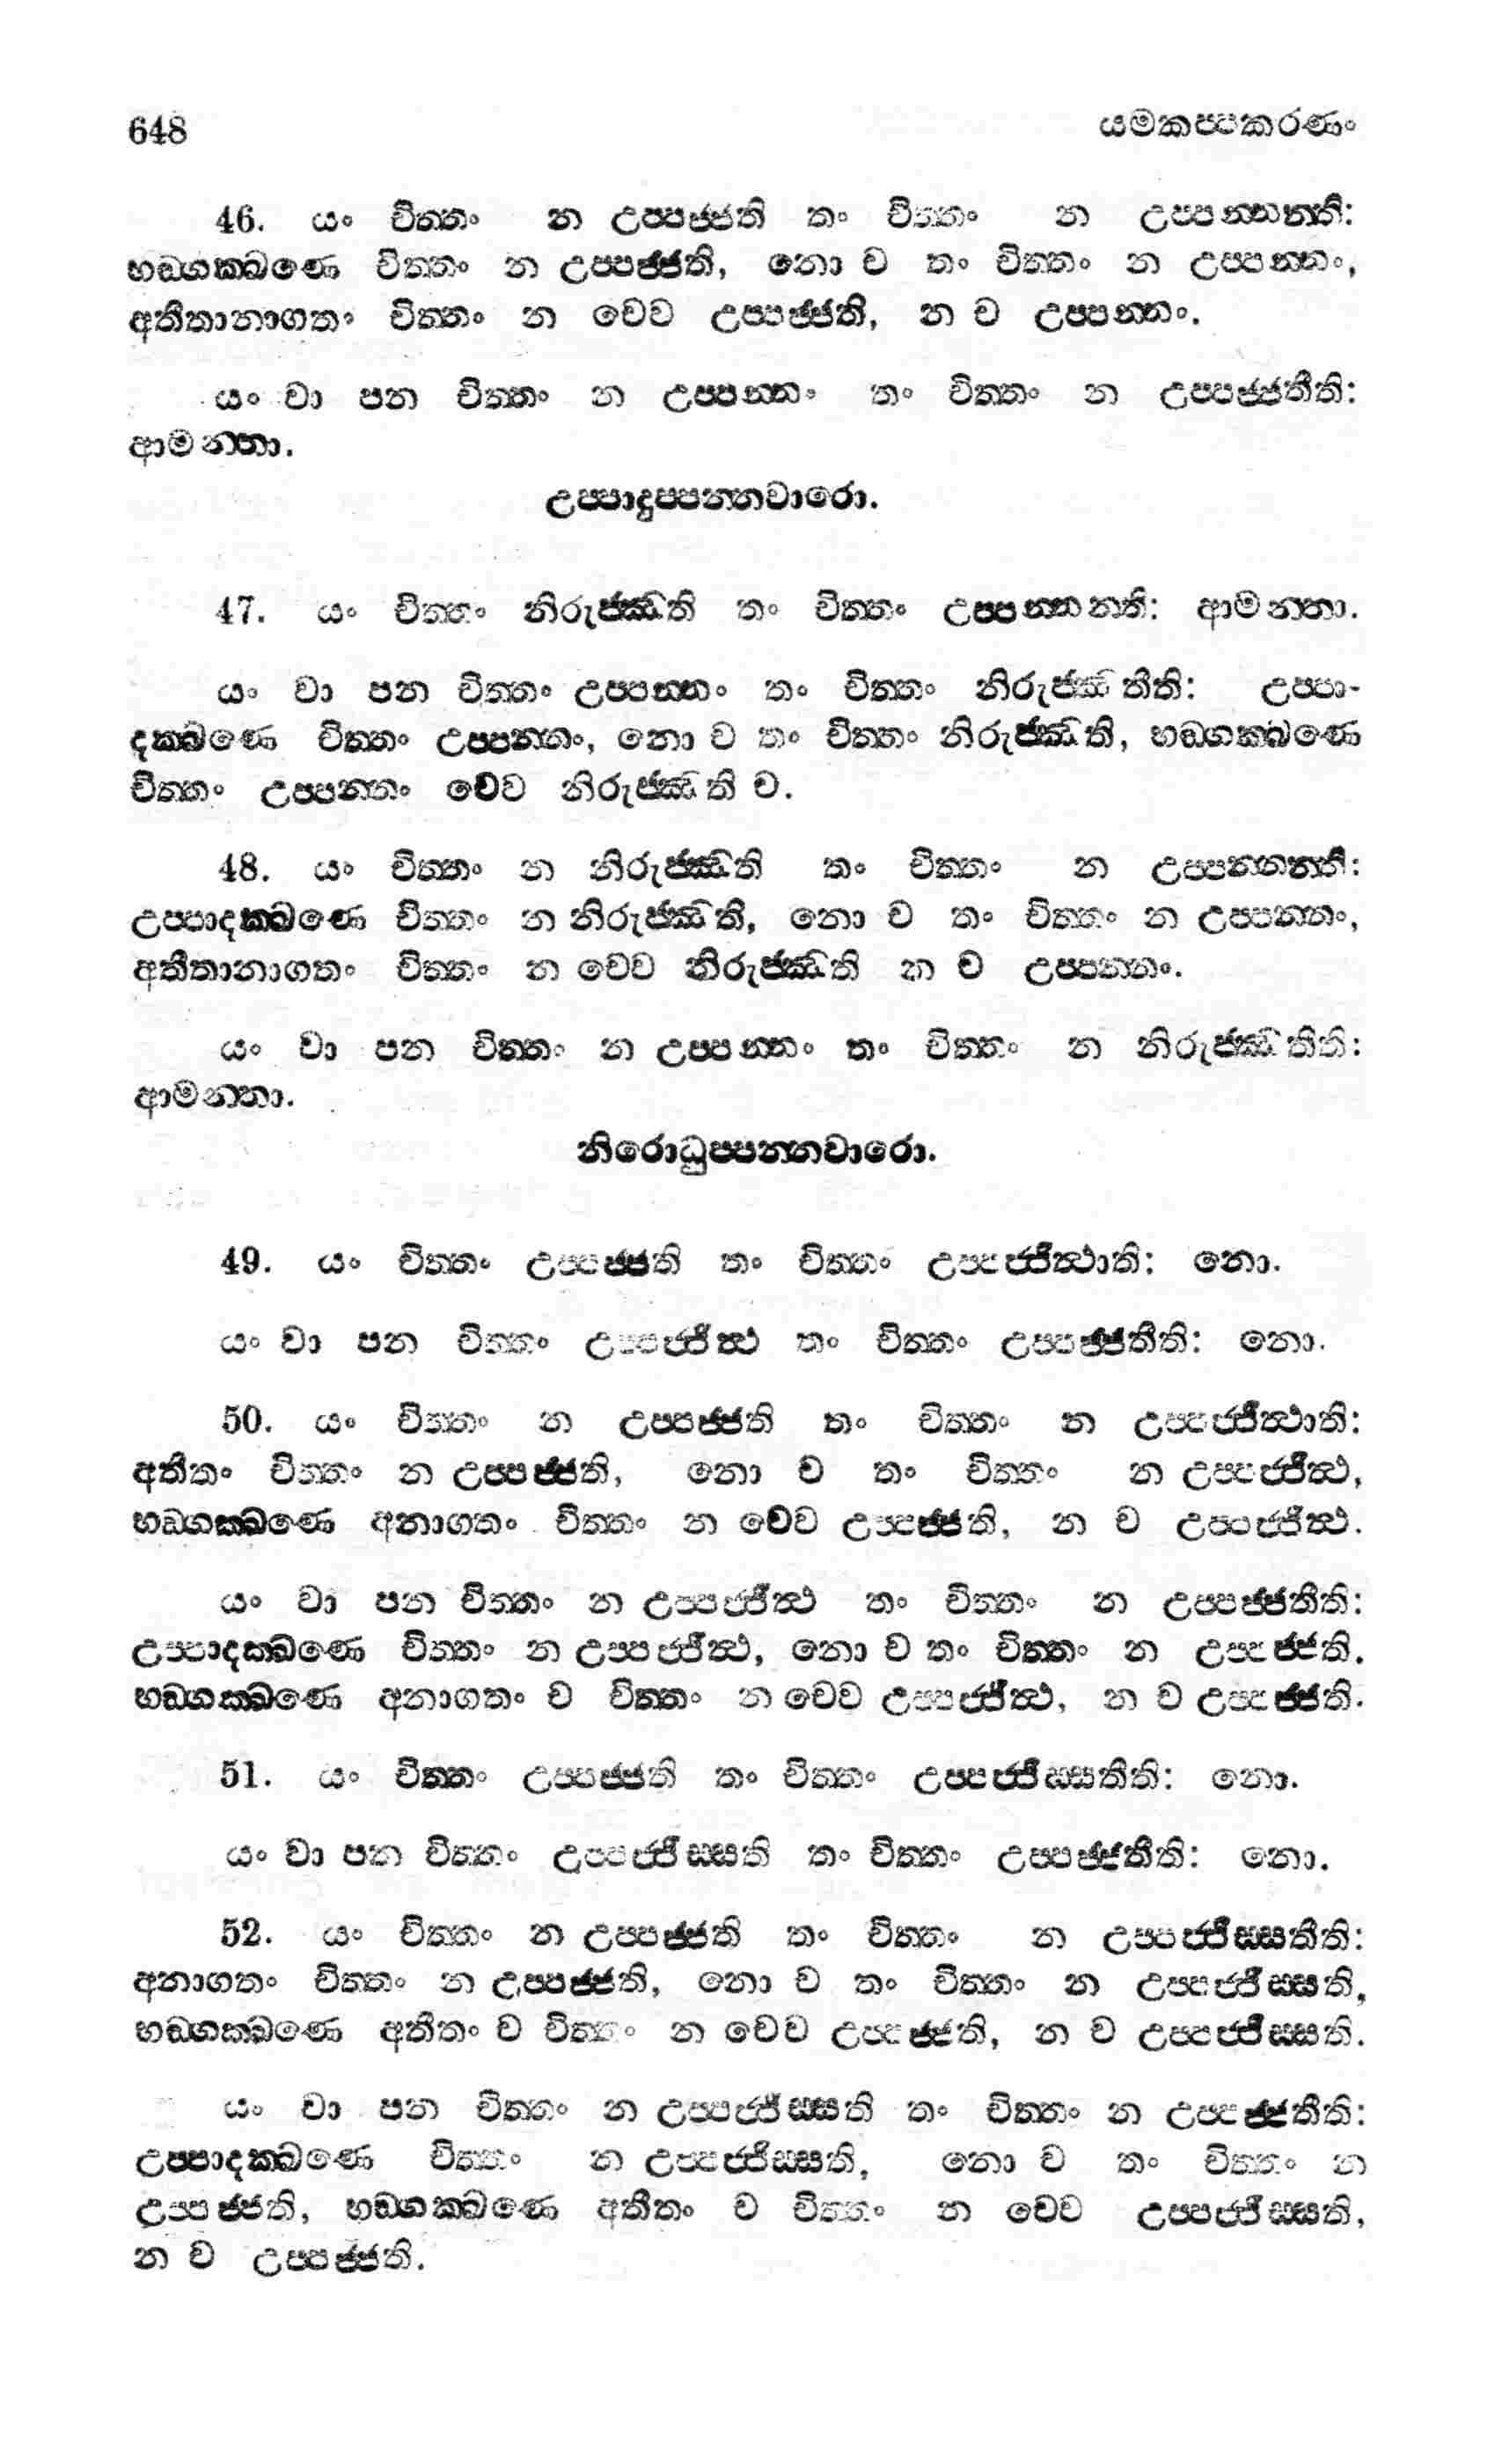 648 යමකප්පකරණං
46. යං චිත්තං න උප්පජ්ජති තං චිත්තං න උප්පන්නන්ති:
භඞ්ගක්ඛණෙ චිත්තං න උප්පජ්ජති, නො ච තං චිත්තං න උප්පන්නං,
අතීතානාගතං චිත්තං න චෙව උප්පජ්ජති, න ච උප්පන්නං.
යං වා පන චිත්තං න උප්පන්නං තං චිත්තං න උප්පජ්ජතීති:
ආමන්තා.
උප්පාදුප්පන්නවාරො.
47. යං චිත්තං නිරුජ්ඣති තං චිත්තං උප්පන්නන්ති: ආමන්තා.
යං වා පන චිත්තං උප්පන්නං තං චිත්තං නිරුජ්ඣතීති: උප්පා-
දක්ඛණෙ චිත්තං උප්පන්නං, නො ච තං චිත්තං නිරුජ්ඣති, භඞ්ගක්ඛණෙ
චිත්තං උප්පන්නං චෙව නිරුජ්ඣති ච.
48. යං චිත්තං න නිරුජ්ඣති තං චිත්තං න උප්පන්නන්ති:
උප්පාදක්ඛණෙ චිත්තං න නිරුජ්ඣති, නො ච තං චිත්තං න උප්පන්නං,
අතීතානාගතං චිත්තං න චෙව නිරුජ්ඣති න ච උප්පන්නං.
යං වා පන චිත්තං න උප්පන්නං තං චිත්තං න නිරුජ්ඣතීති:
ආමන්තා.
නිරොධුප්පන්නවාරො.
49. යං චිත්තං උප්පජ්ජති තං චිත්තං උප්පජ්ජිත්ථාති: නො.
යං වා පන චිත්තං උප්පජ්ජිත්ථ තං චිත්තං උප්පජ්ජතීති: නො.
50. යං චිත්තං න උප්පජ්ජති තං චිත්තං න උප්පජ්ජිත්ථාති:
අතීතං චිත්තං න උප්පජ්ජති, නො ච තං චිත්තං න උප්පජ්ජිත්ථ,
භඞ්ගක්ඛණෙ අනාගතං චිත්තං න චෙව උප්පජ්ජති, න ච උප්පජ්ජිත්ථ.
යං වා පන චිත්තං න උප්පජ්ජිත්ථ තං චිත්තං න උප්පජ්ජතීති:
උප්පාදක්ඛණෙ චිත්තං න උප්පජ්ජිත්ථ, නො ච තං චිත්තං න උප්පජ්ජති.
භඞ්ගක්ඛණෙ අනාගතං ච චිත්තං න චෙව උප්පජ්ජිත්ථ, න ච උප්පජ්ජති.
51. යං චිත්තං උප්පජ්ජති තං චිත්තං උප්පජ්ජිස්සතීති: නො.
යං වා පන චිත්තං උප්පජ්ජිස්සති තං චිත්තං උප්පජ්ජතීති: නො.
52. යං චිත්තං න උප්පජ්ජති තං චිත්තං න උප්පජ්ජිස්සතීති:
අනාගතං චිත්තං න උප්පජ්ජති, නො ච තං චිත්තං න උප්පජ්ජිස්සති,
භඞ්ගක්ඛණෙ අතීතං ච චිත්තං න චෙව උප්පජ්ජති, න ච උප්පජ්ජිස්සති.
යං වා පන චිත්තං න උප්පජ්ජිස්සති තං චිත්තං න උප්පජ්ජතීති:
උප්පාදක්ඛණෙ චිත්තං න උප්පජ්ජිස්සති, නො ච තං චිත්තං න
උප්පජ්ජති, භඞ්ගක්ඛණෙ අතීතං ච චිත්තං න චෙව උප්පජ්ජිස්සති,
න ච උප්පජ්ජති.